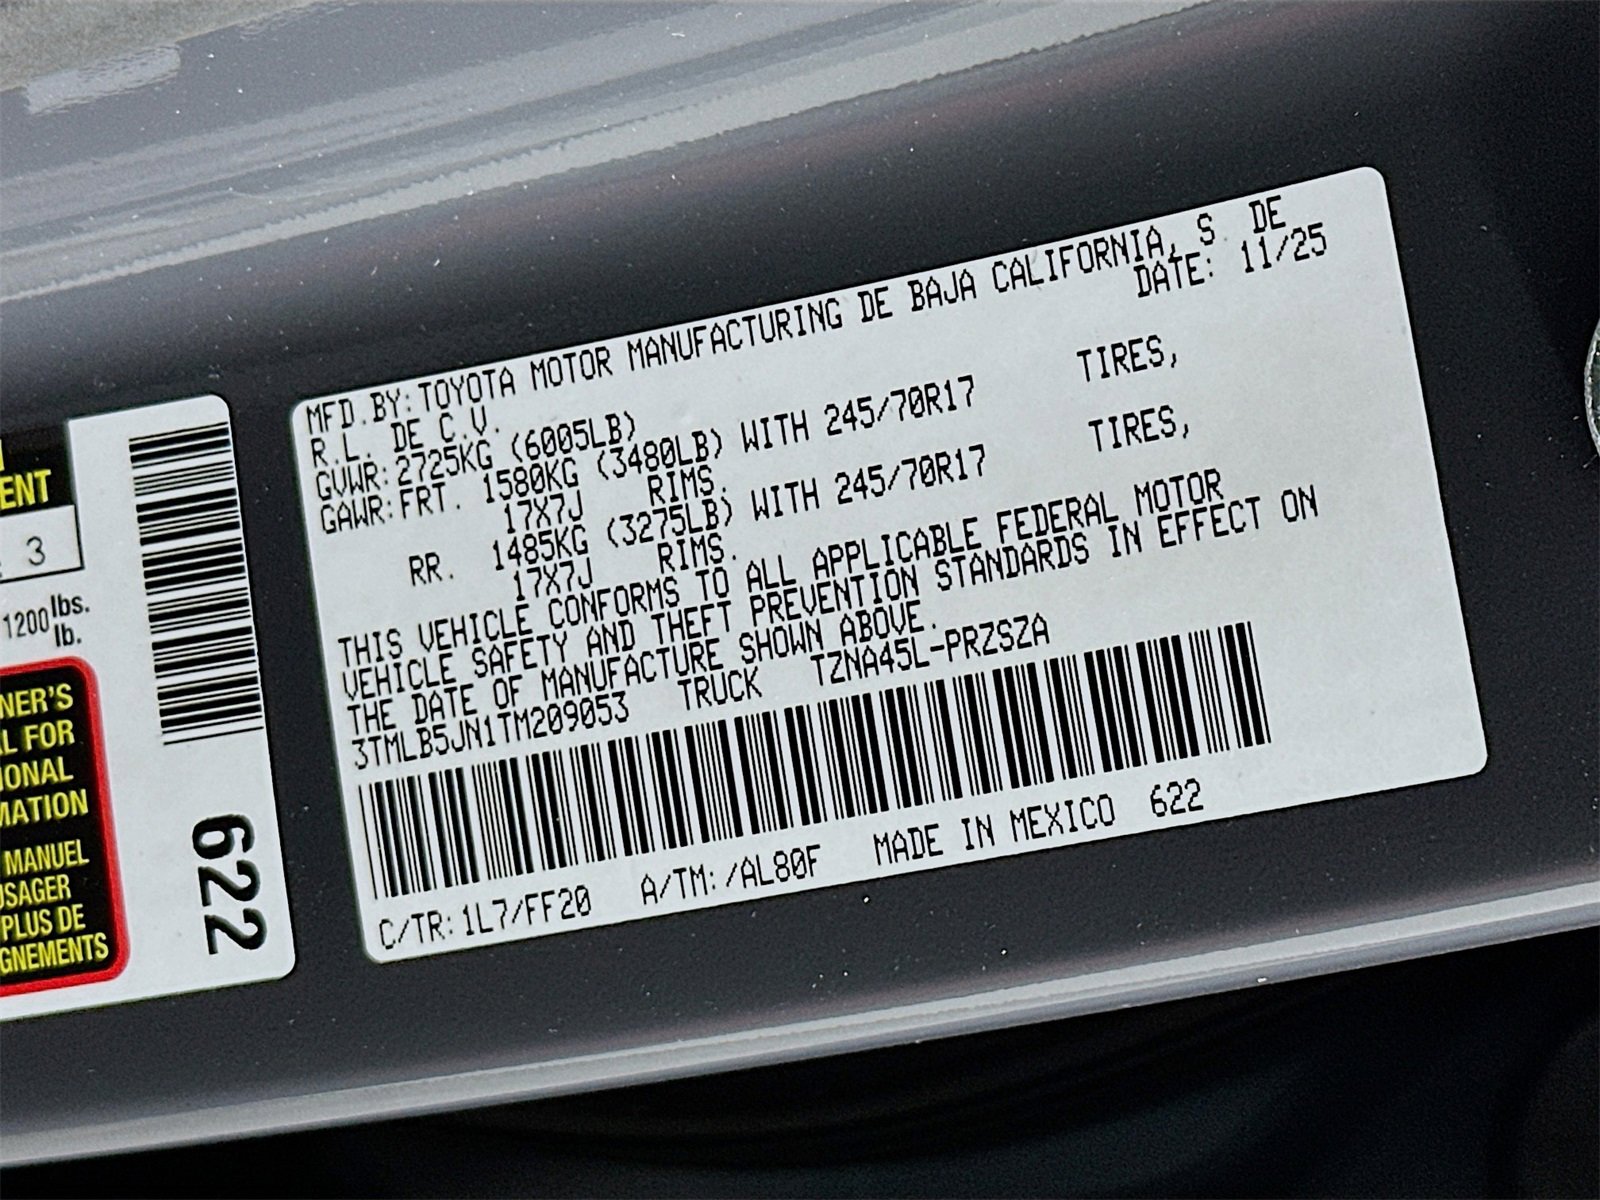 MFD.BY:TOYOTA MOTOR MANUFACTURING DE BAJA CALIFORNIA, S DE
R.L. DE C.V. DATE: 11/25
GVWR:2725KG (6005LB)
GAWR:FRT. 1580KG (3480LB) WITH 245/70R17 TIRES,
17X7J RIMS.
RR. 1485KG (3275LB) WITH 245/70R17 TIRES,
17X7J RIMS.
THIS VEHICLE CONFORMS TO ALL APPLICABLE FEDERAL MOTOR
VEHICLE SAFETY AND THEFT PREVENTION STANDARDS IN EFFECT ON
THE DATE OF MANUFACTURE SHOWN ABOVE.
3TMLB5JN1TM209053 TRUCK TZNA45L-PRZSZA
C/TR:1L7/FF20 A/TM:/AL80F MADE IN MEXICO 622
ENT
3
1200 lbs.
lb.
NER'S
L FOR
IONAL
MATION
MANUEL
USAGER
PLUS DE
GNEMENTS
622